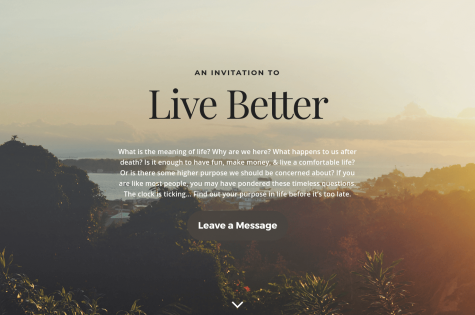 AN INVITATION TO
Live Better
What is the meaning of life? Why are we here? What happens to us after
death? Is it enough to have fun, make money, & live a comfortable life?
Or is there some higher purpose we should be concerned about? If you
are like most people, you may have pondered these timeless questions.
The clock is ticking... Find out your purpose in life before it's too late.
Leave a Message